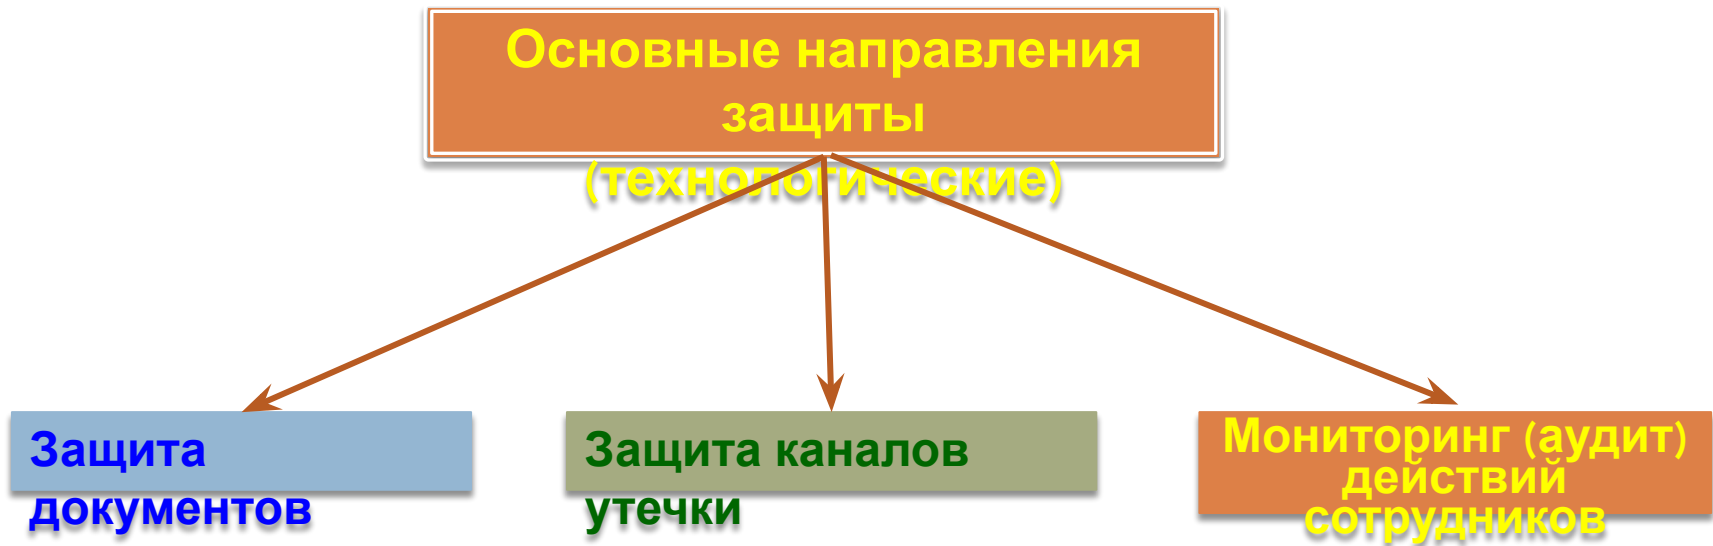 Основные направления
защиты
(технологические)
Защита
документов
Защита каналов
утечки
Мониторинг (аудит)
действий
сотрудников